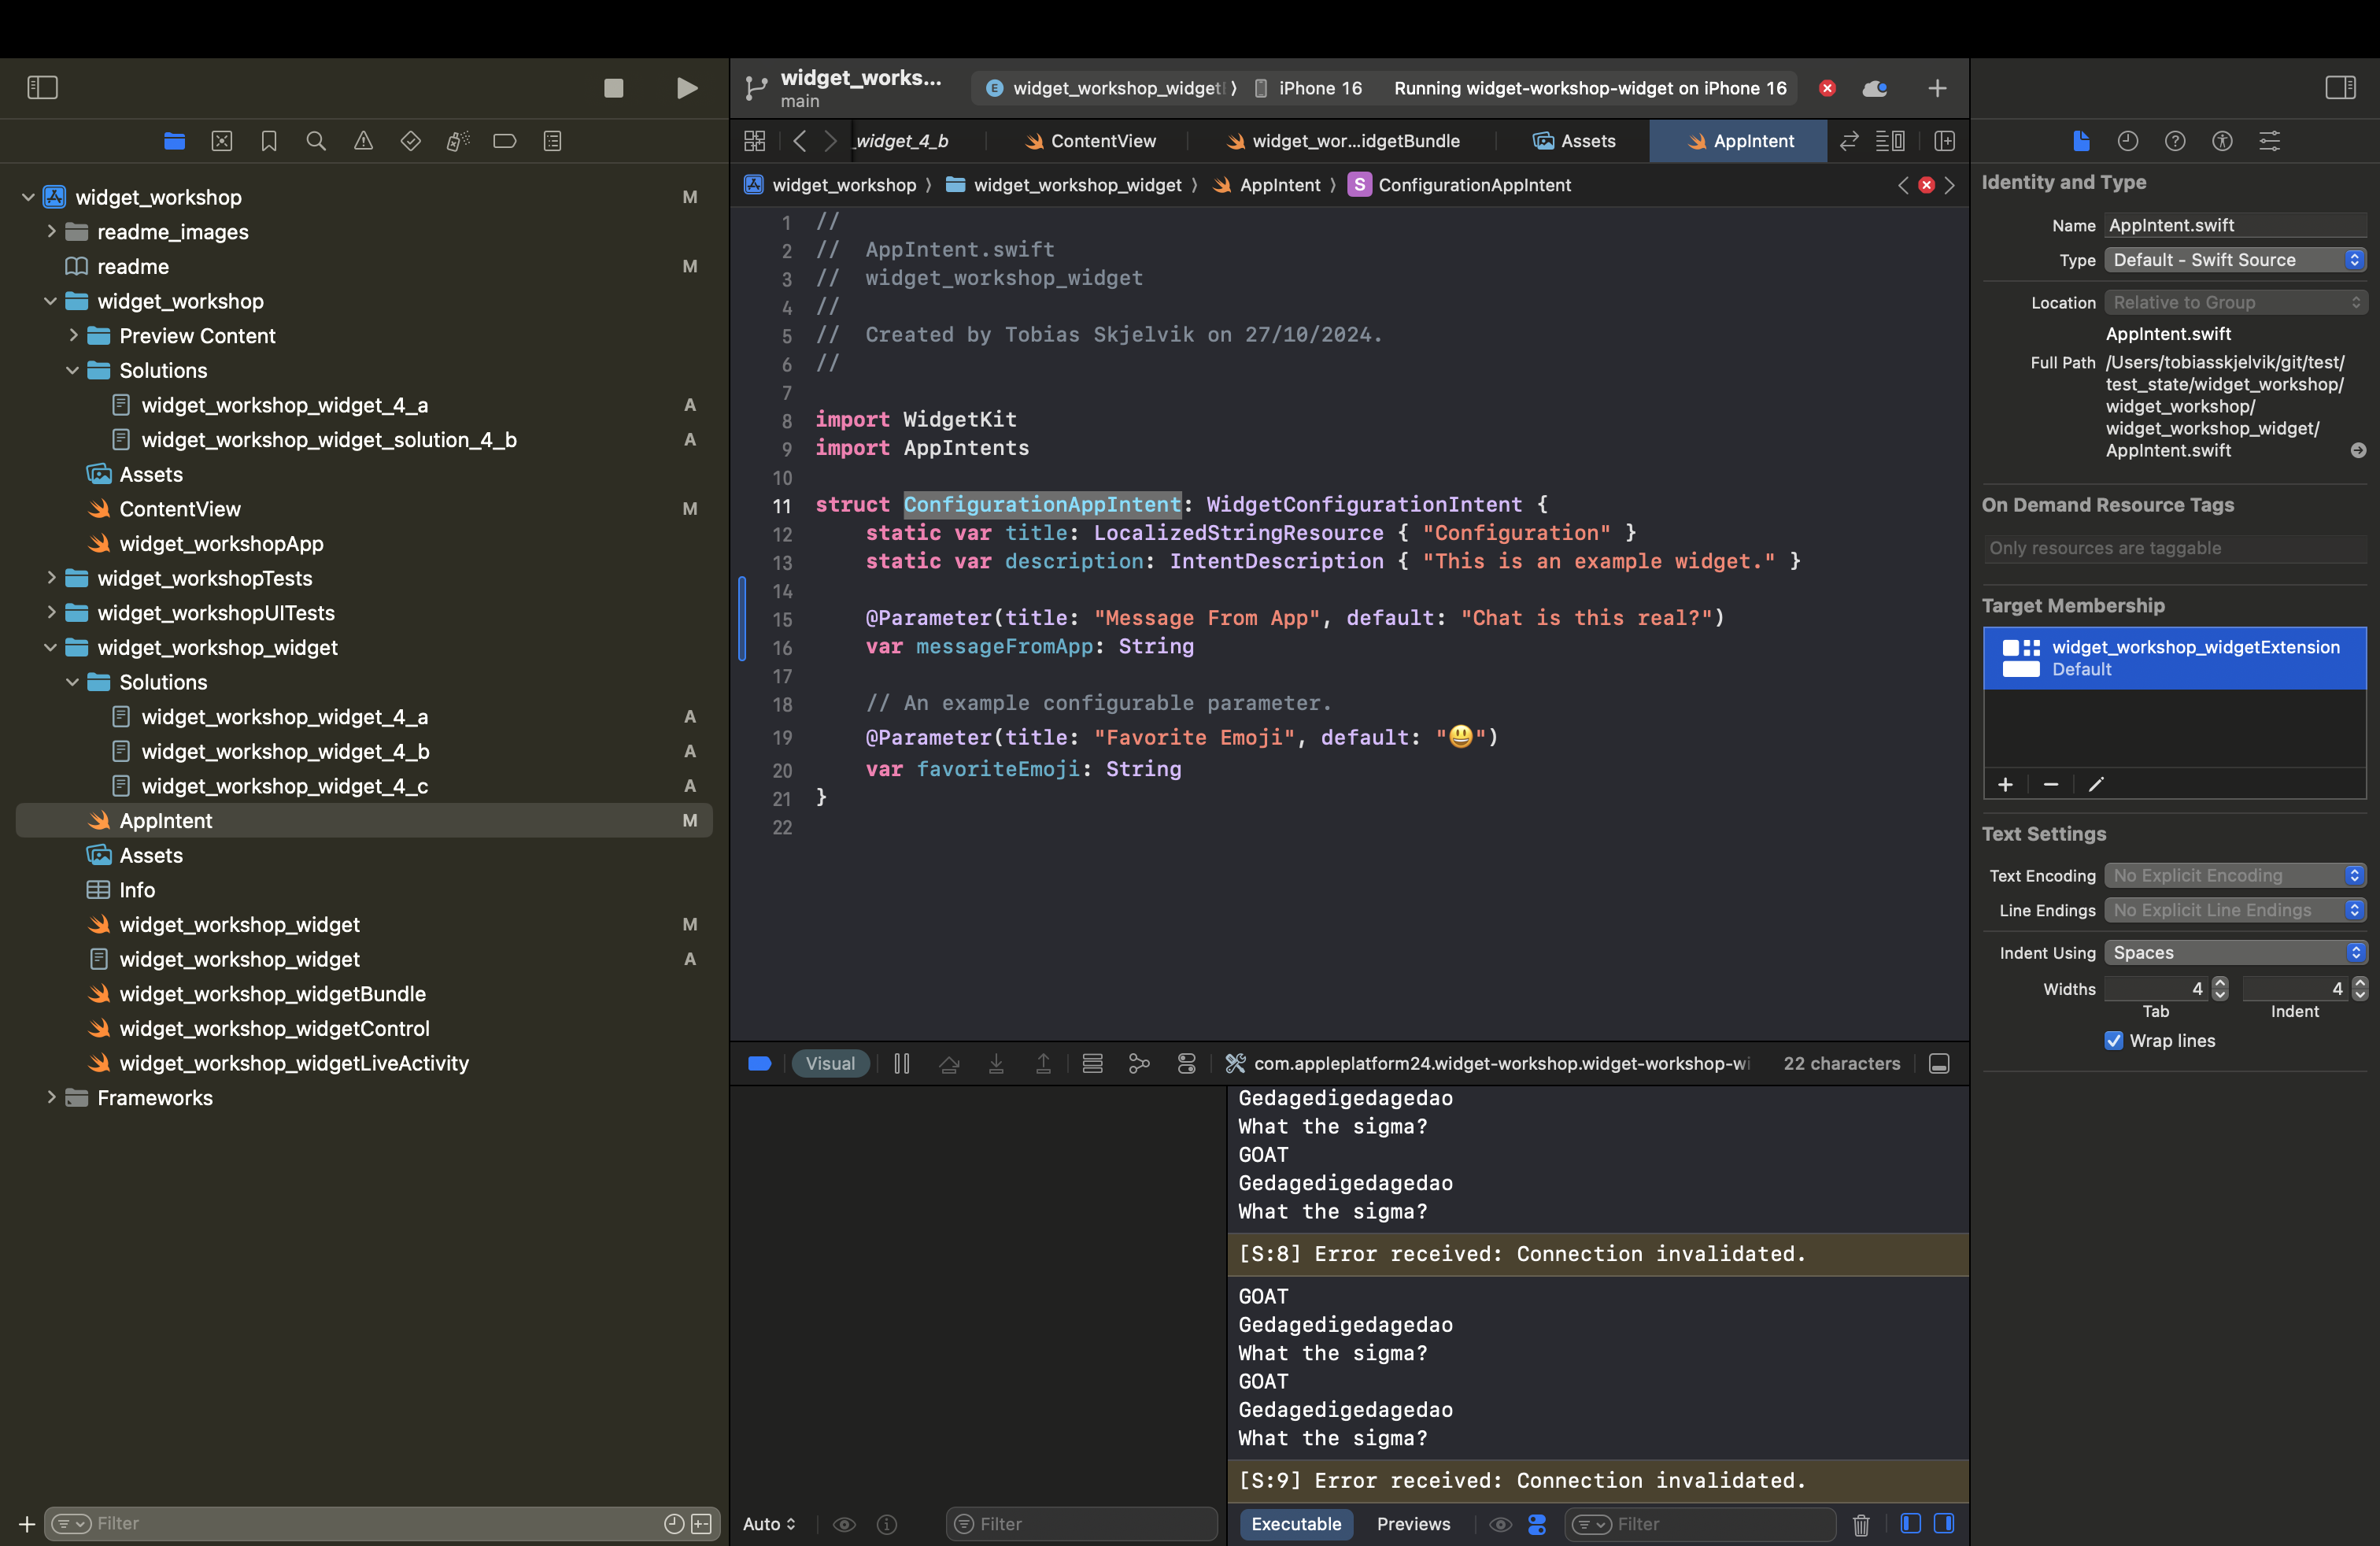 widget_works...
main
widget_workshop_widget
iPhone 16
Running widget-workshop-widget on iPhone 16
_widget_4_b
ContentView
widget_wor...idgetBundle
Assets
AppIntent
widget_workshop
widget_workshop_widget
AppIntent
S
ConfigurationAppIntent
widget_workshop M
readme_images
readme M
widget_workshop
Preview Content
Solutions
widget_workshop_widget_4_a A
widget_workshop_widget_solution_4_b A
Assets
ContentView M
widget_workshopApp
widget_workshopTests
widget_workshopUITests
widget_workshop_widget
Solutions
widget_workshop_widget_4_a A
widget_workshop_widget_4_b A
widget_workshop_widget_4_c A
AppIntent M
Assets
Info
widget_workshop_widget M
widget_workshop_widget A
widget_workshop_widgetBundle
widget_workshop_widgetControl
widget_workshop_widgetLiveActivity
Frameworks
Filter
1 //
2 //  AppIntent.swift
3 //  widget_workshop_widget
4 //
5 //  Created by Tobias Skjelvik on 27/10/2024.
6 //
7
8 import WidgetKit
9 import AppIntents
10
11 struct ConfigurationAppIntent: WidgetConfigurationIntent {
12     static var title: LocalizedStringResource { "Configuration" }
13     static var description: IntentDescription { "This is an example widget." }
14
15     @Parameter(title: "Message From App", default: "Chat is this real?")
16     var messageFromApp: String
17
18     // An example configurable parameter.
19     @Parameter(title: "Favorite Emoji", default: "😃")
20     var favoriteEmoji: String
21 }
22
Visual
com.appleplatform24.widget-workshop.widget-workshop-wi
22 characters
Gedagedigedagedao
What the sigma?
GOAT
Gedagedigedagedao
What the sigma?
[S:8] Error received: Connection invalidated.
GOAT
Gedagedigedagedao
What the sigma?
GOAT
Gedagedigedagedao
What the sigma?
[S:9] Error received: Connection invalidated.
Auto
Filter
Executable
Previews
Filter
Identity and Type
Name AppIntent.swift
Type Default - Swift Source
Location Relative to Group
AppIntent.swift
Full Path /Users/tobiasskjelvik/git/test/
test_state/widget_workshop/
widget_workshop/
widget_workshop_widget/
AppIntent.swift
On Demand Resource Tags
Only resources are taggable
Target Membership
widget_workshop_widgetExtension
Default
Text Settings
Text Encoding No Explicit Encoding
Line Endings No Explicit Line Endings
Indent Using Spaces
Widths 4 4
Tab Indent
Wrap lines